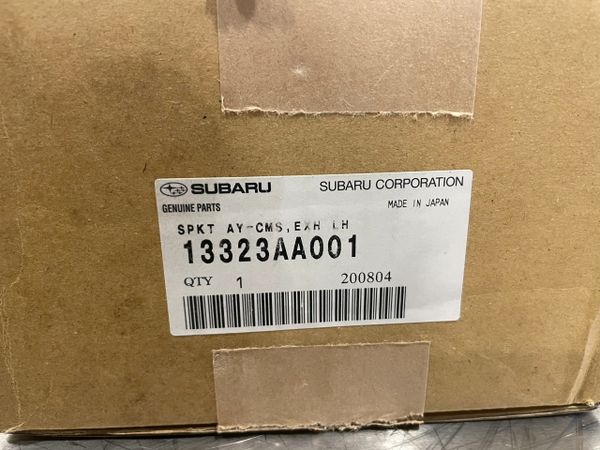 SUBARU SUBARU CORPORATION
GENUINE PARTS MADE IN JAPAN
SPKT AY-CMS,EXH LH
13323AA001
QTY 1 200804